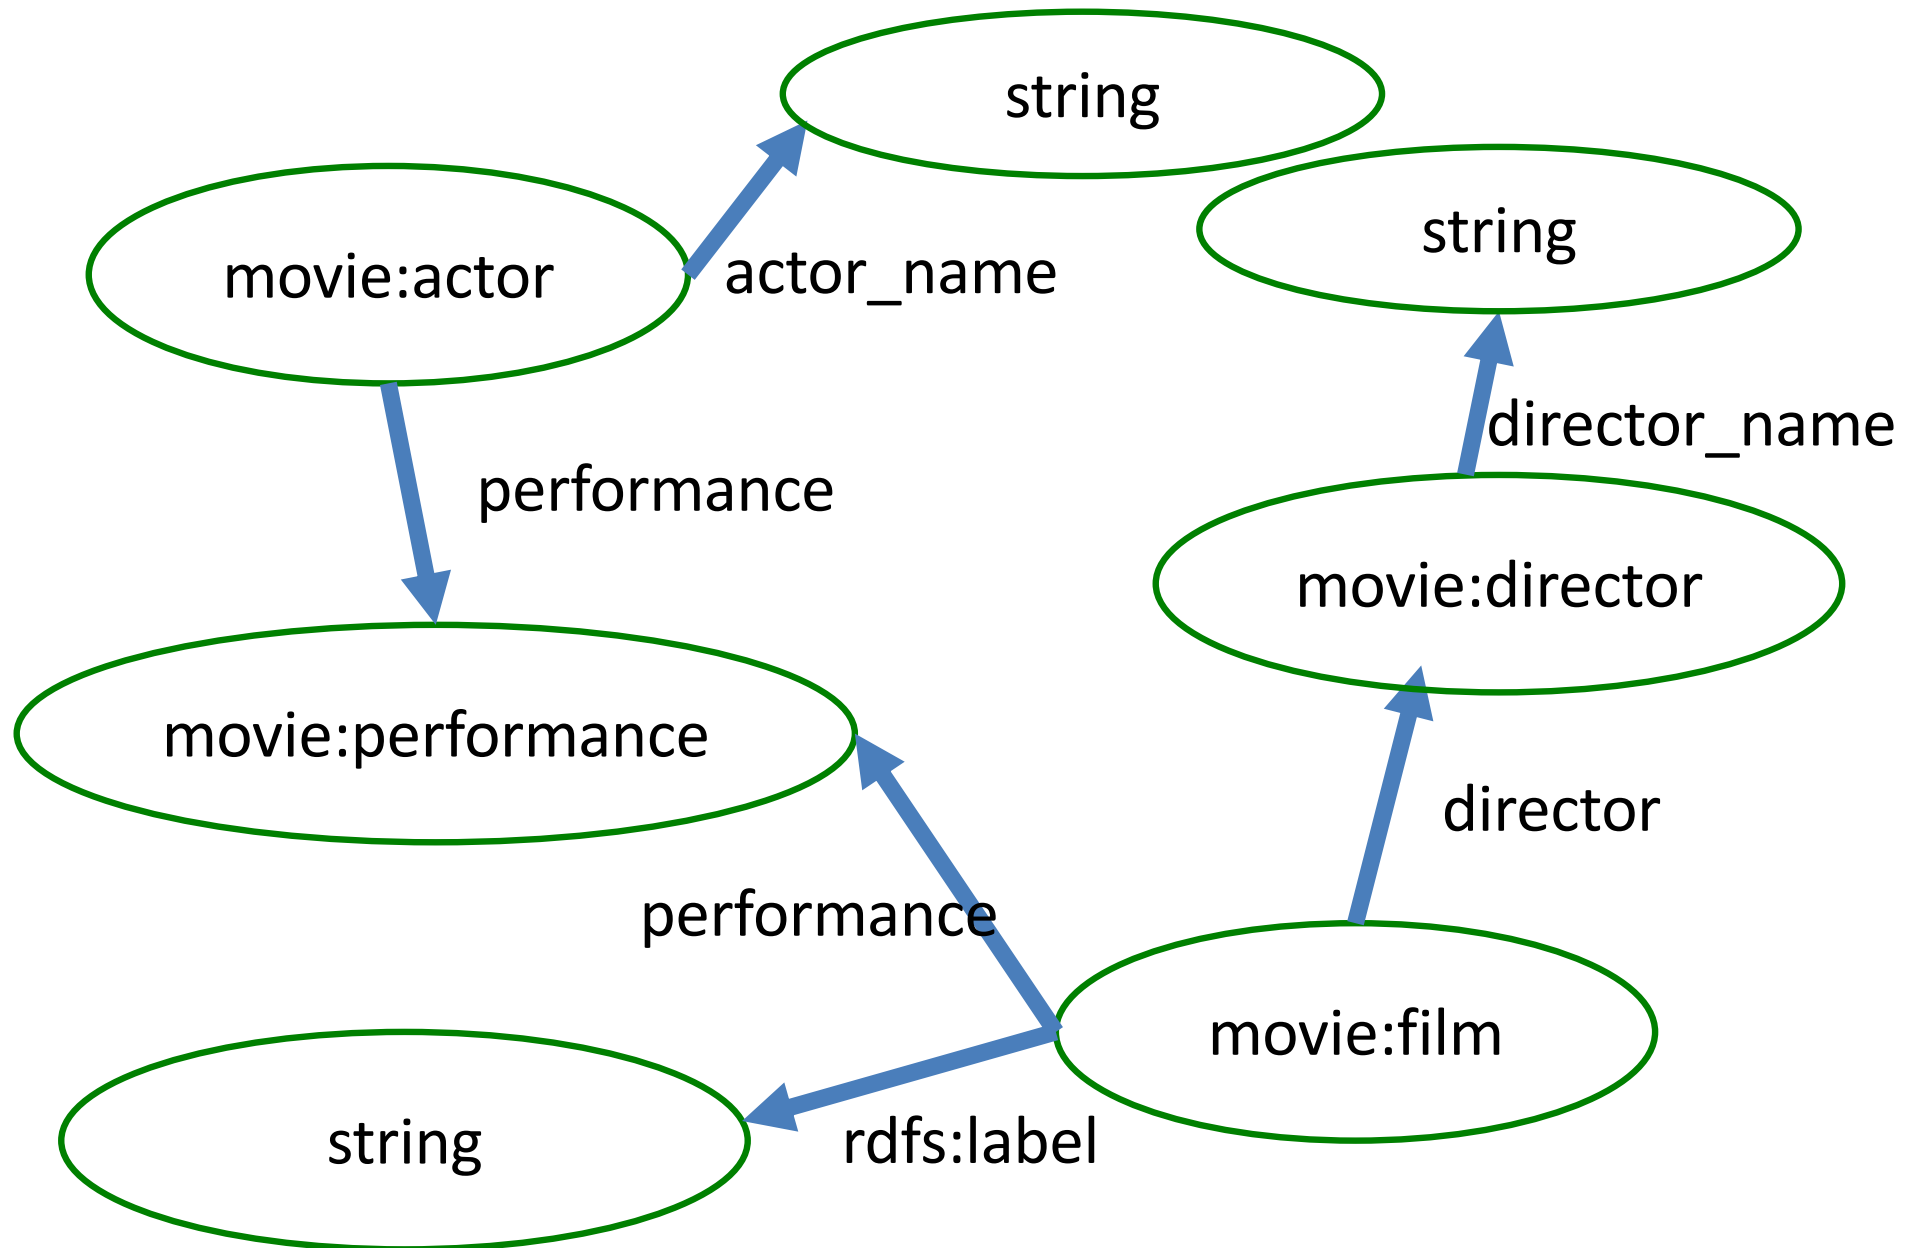 string
string
movie:actor
actor_name
director_name
performance
movie:director
movie:performance
director
performance
movie:film
string
rdfs:label